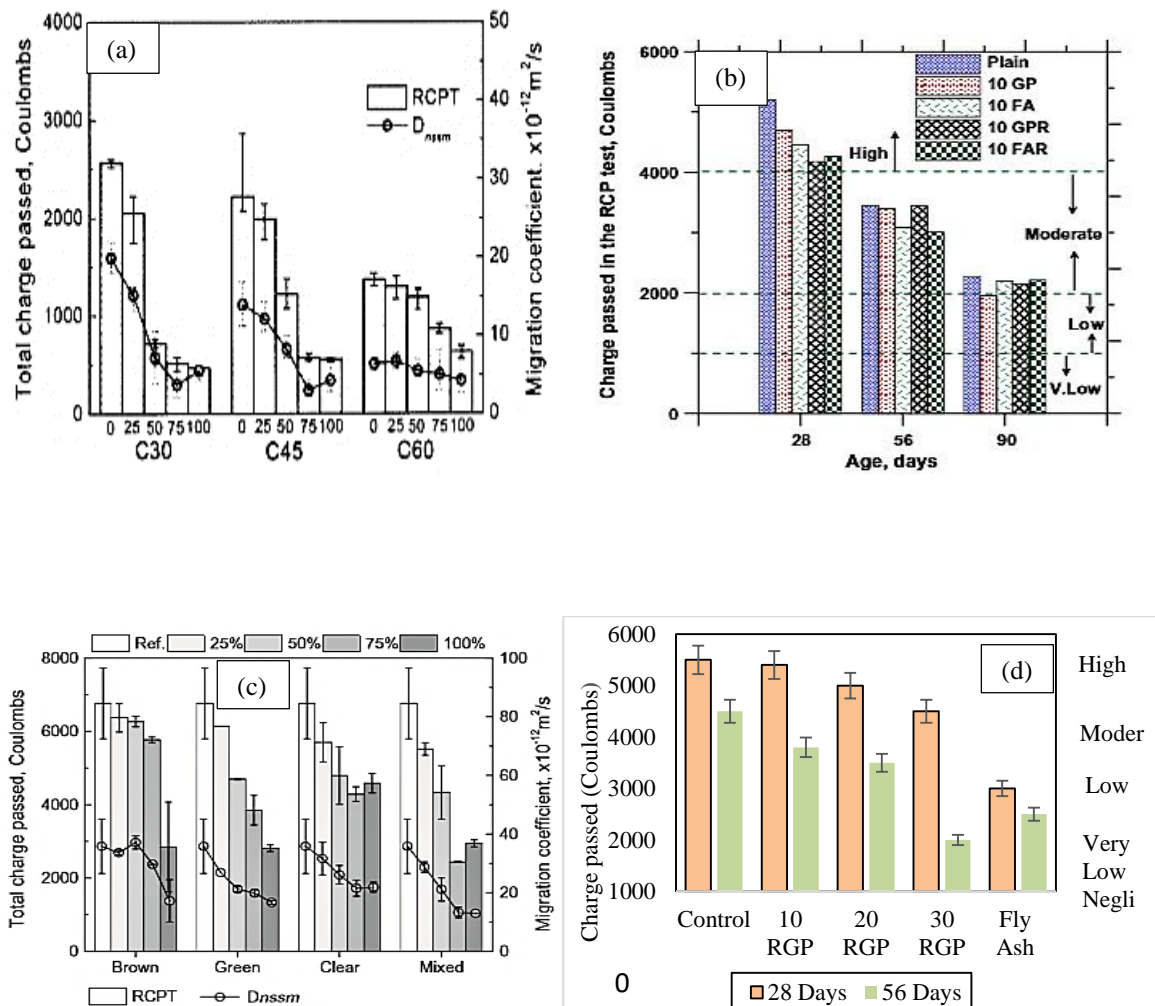 (a)
Total charge passed, Coulombs
4000
3000
2000
1000
0
RCPT
Dnssm
50
40
30
20
10
0
Migration coefficient. x10-12m2/s
0 25 50 75 100 0 25 50 75 100 0 25 50 75 100
C30 C45 C60
(b)
Charge passed in the RCP test, Coulombs
6000
4000
2000
0
Plain
10 GP
10 FA
10 GPR
10 FAR
High
Moderate
Low
V.Low
28 56 90
Age, days
Ref. 25% 50% 75% 100%
(c)
Total charge passed, Coulombs
8000
6000
4000
2000
0
100
80
60
40
20
0
Migration coefficient, x10-12m2/s
Brown Green Clear Mixed
RCPT Dnssm
(d)
Charge passed (Coulombs)
6000
5000
4000
3000
2000
1000
0
High
Moder
Low
Very
Low
Negli
Control 10 20 30 Fly
RGP RGP RGP Ash
28 Days 56 Days